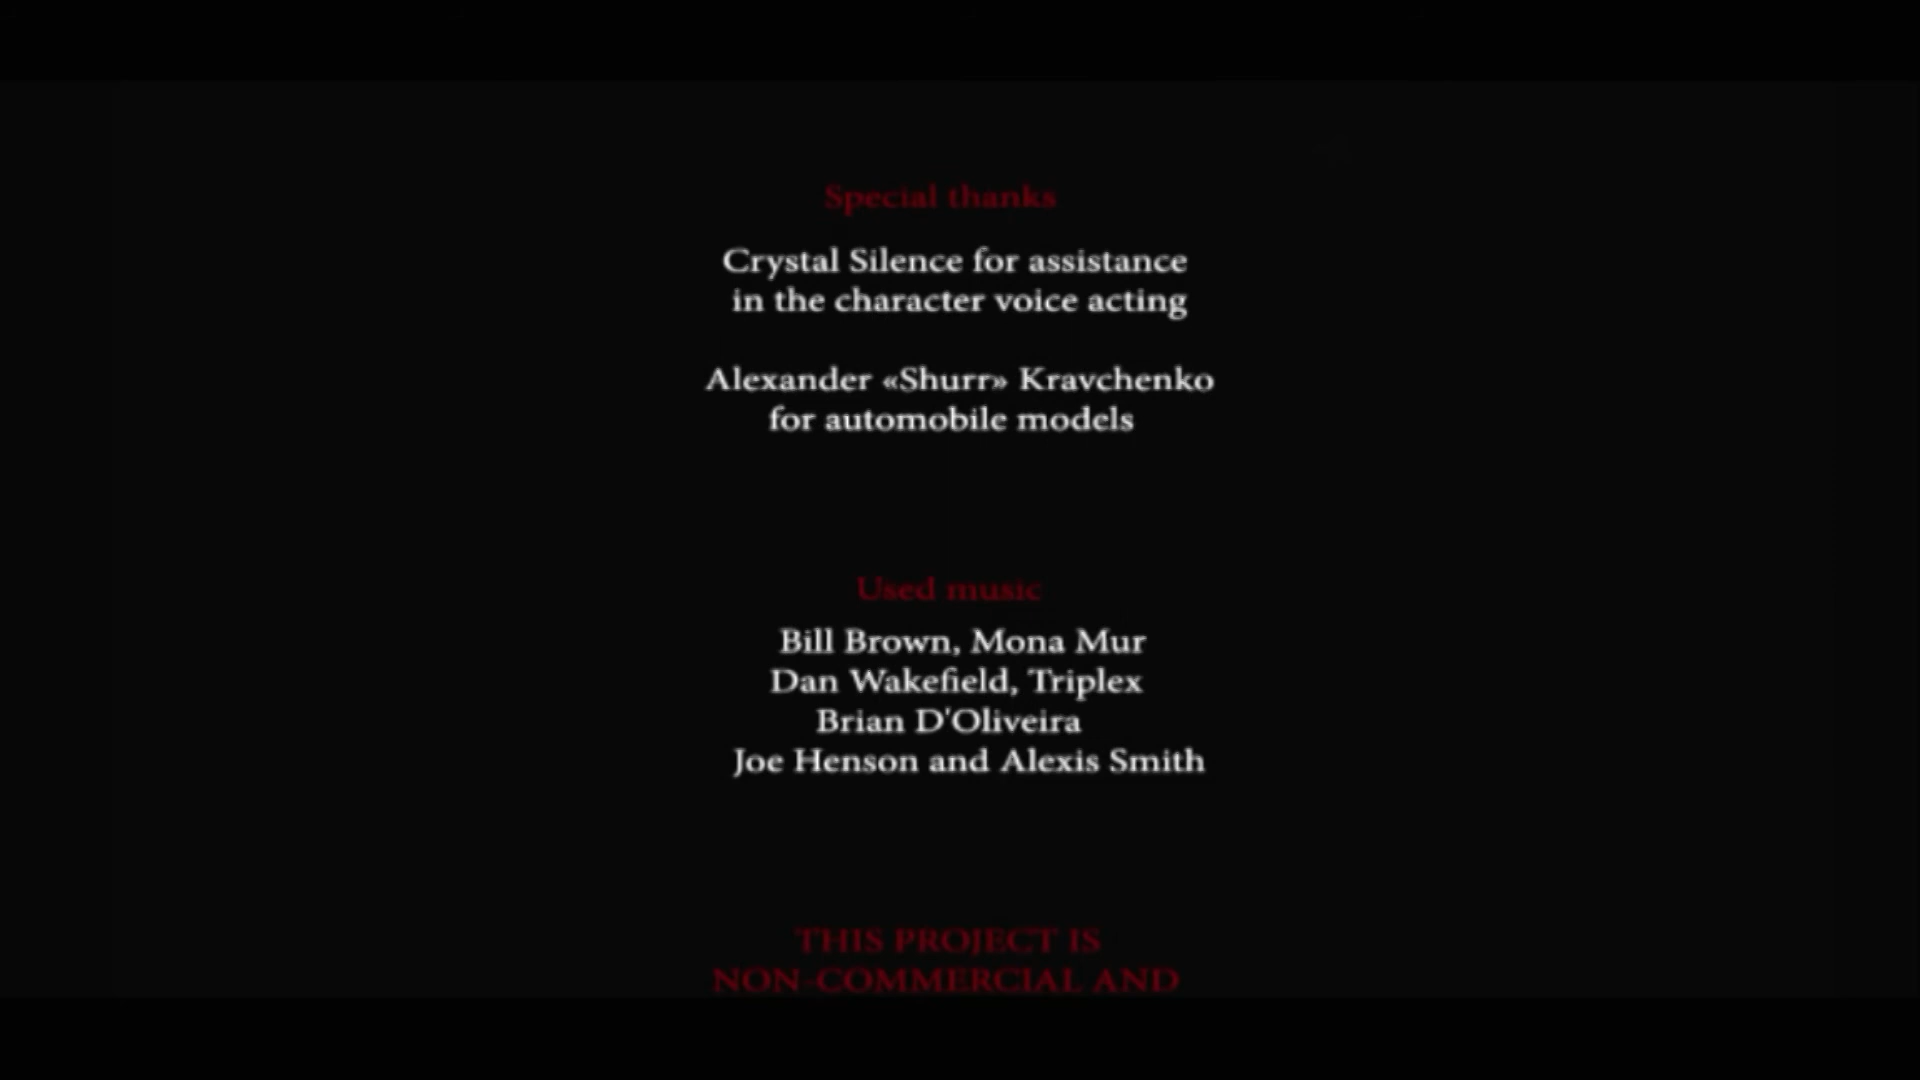 Special thanks
Crystal Silence for assistance
in the character voice acting
Alexander «Shurr» Kravchenko
for automobile models
Used music
Bill Brown, Mona Mur
Dan Wakefield, Triplex
Brian D'Oliveira
Joe Henson and Alexis Smith
THIS PROJECT IS
NON-COMMERCIAL AND